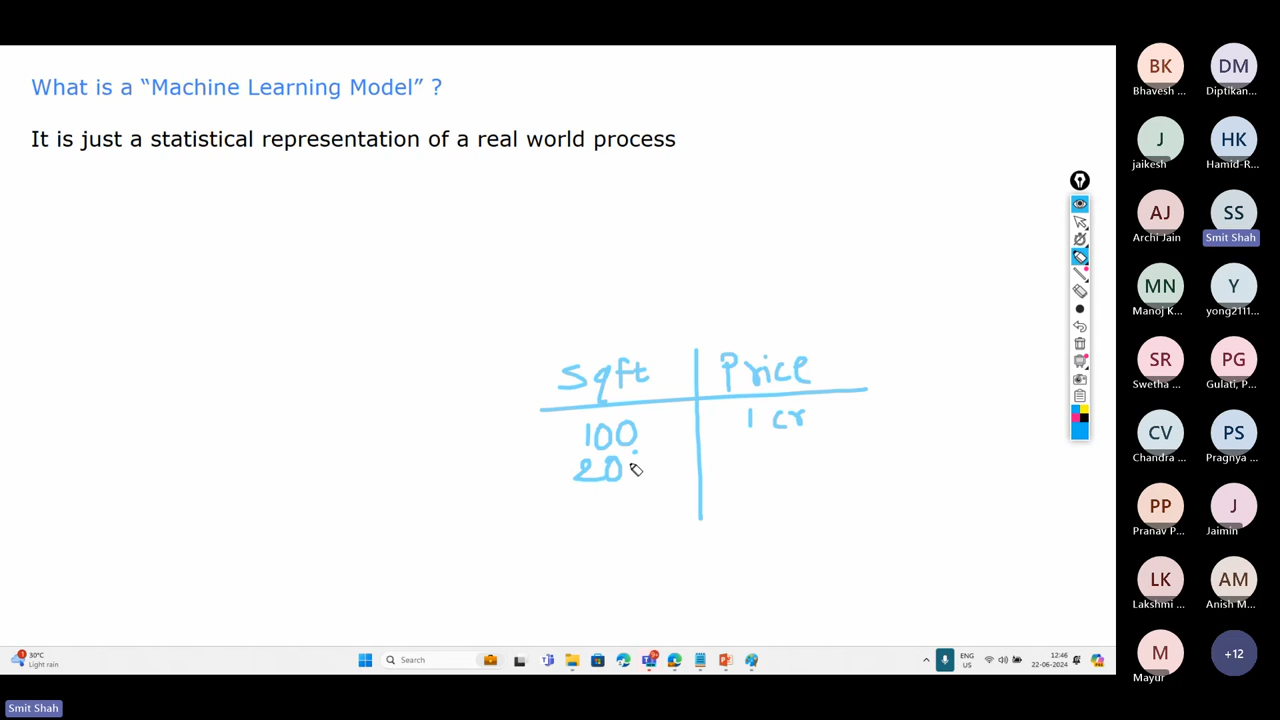 What is a “Machine Learning Model” ?
It is just a statistical representation of a real world process
Sqft Price
100 1 cr
20
BK DM
Bhavesh ... Diptikan...
J HK
jaikesh Hamid-R...
AJ SS
Archi Jain Smit Shah
MN Y
Manoj K... yong2111...
SR PG
Swetha ... Gulati, P...
CV PS
Chandra ... Pragnya ...
PP J
Pranav P... Jaimin
LK AM
Lakshmi ... Anish M...
M +12
Mayur
1 30°C
Light rain
Search
ENG
US
12:46
22-06-2024
Smit Shah